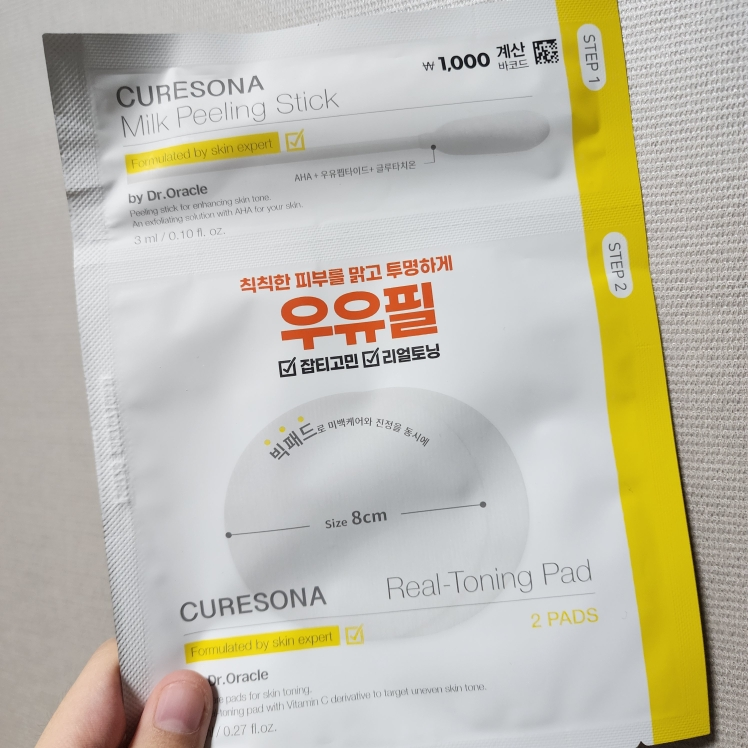 ₩1,000 계산
바코드
STEP 1
CURESONA
Milk Peeling Stick
Formulated by skin expert
AHA + 우유펩타이드+ 글루타치온
by Dr.Oracle
Peeling stick for enhancing skin tone.
An exfoliating solution with AHA for your skin.
3 ml / 0.10 fl. oz.
STEP 2
칙칙한 피부를 맑고 투명하게
우유필
잡티고민 리얼토닝
빅패드로 미백케어와 진정을 동시에
Size 8cm
CURESONA
Real-Toning Pad
Formulated by skin expert
2 PADS
Dr.Oracle
pads for skin toning.
toning pad with Vitamin C derivative to target uneven skin tone.
/ 0.27 fl.oz.